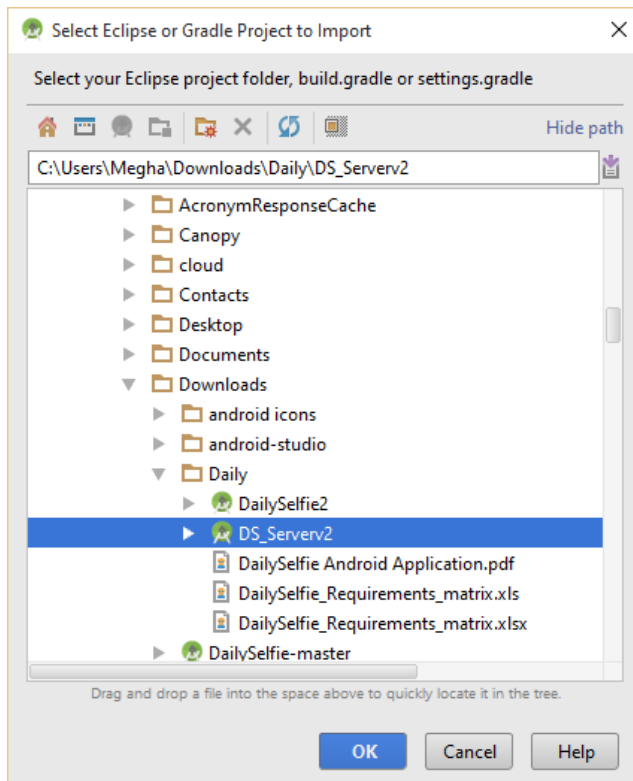 Select Eclipse or Gradle Project to Import
Select your Eclipse project folder, build.gradle or settings.gradle
Hide path
C:\Users\Megha\Downloads\Daily\DS_Serverv2
AcronymResponseCache
Canopy
cloud
Contacts
Desktop
Documents
Downloads
android icons
android-studio
Daily
DailySelfie2
DS_Serverv2
DailySelfie Android Application.pdf
DailySelfie_Requirements_matrix.xls
DailySelfie_Requirements_matrix.xlsx
DailySelfie-master
Drag and drop a file into the space above to quickly locate it in the tree.
OK Cancel Help